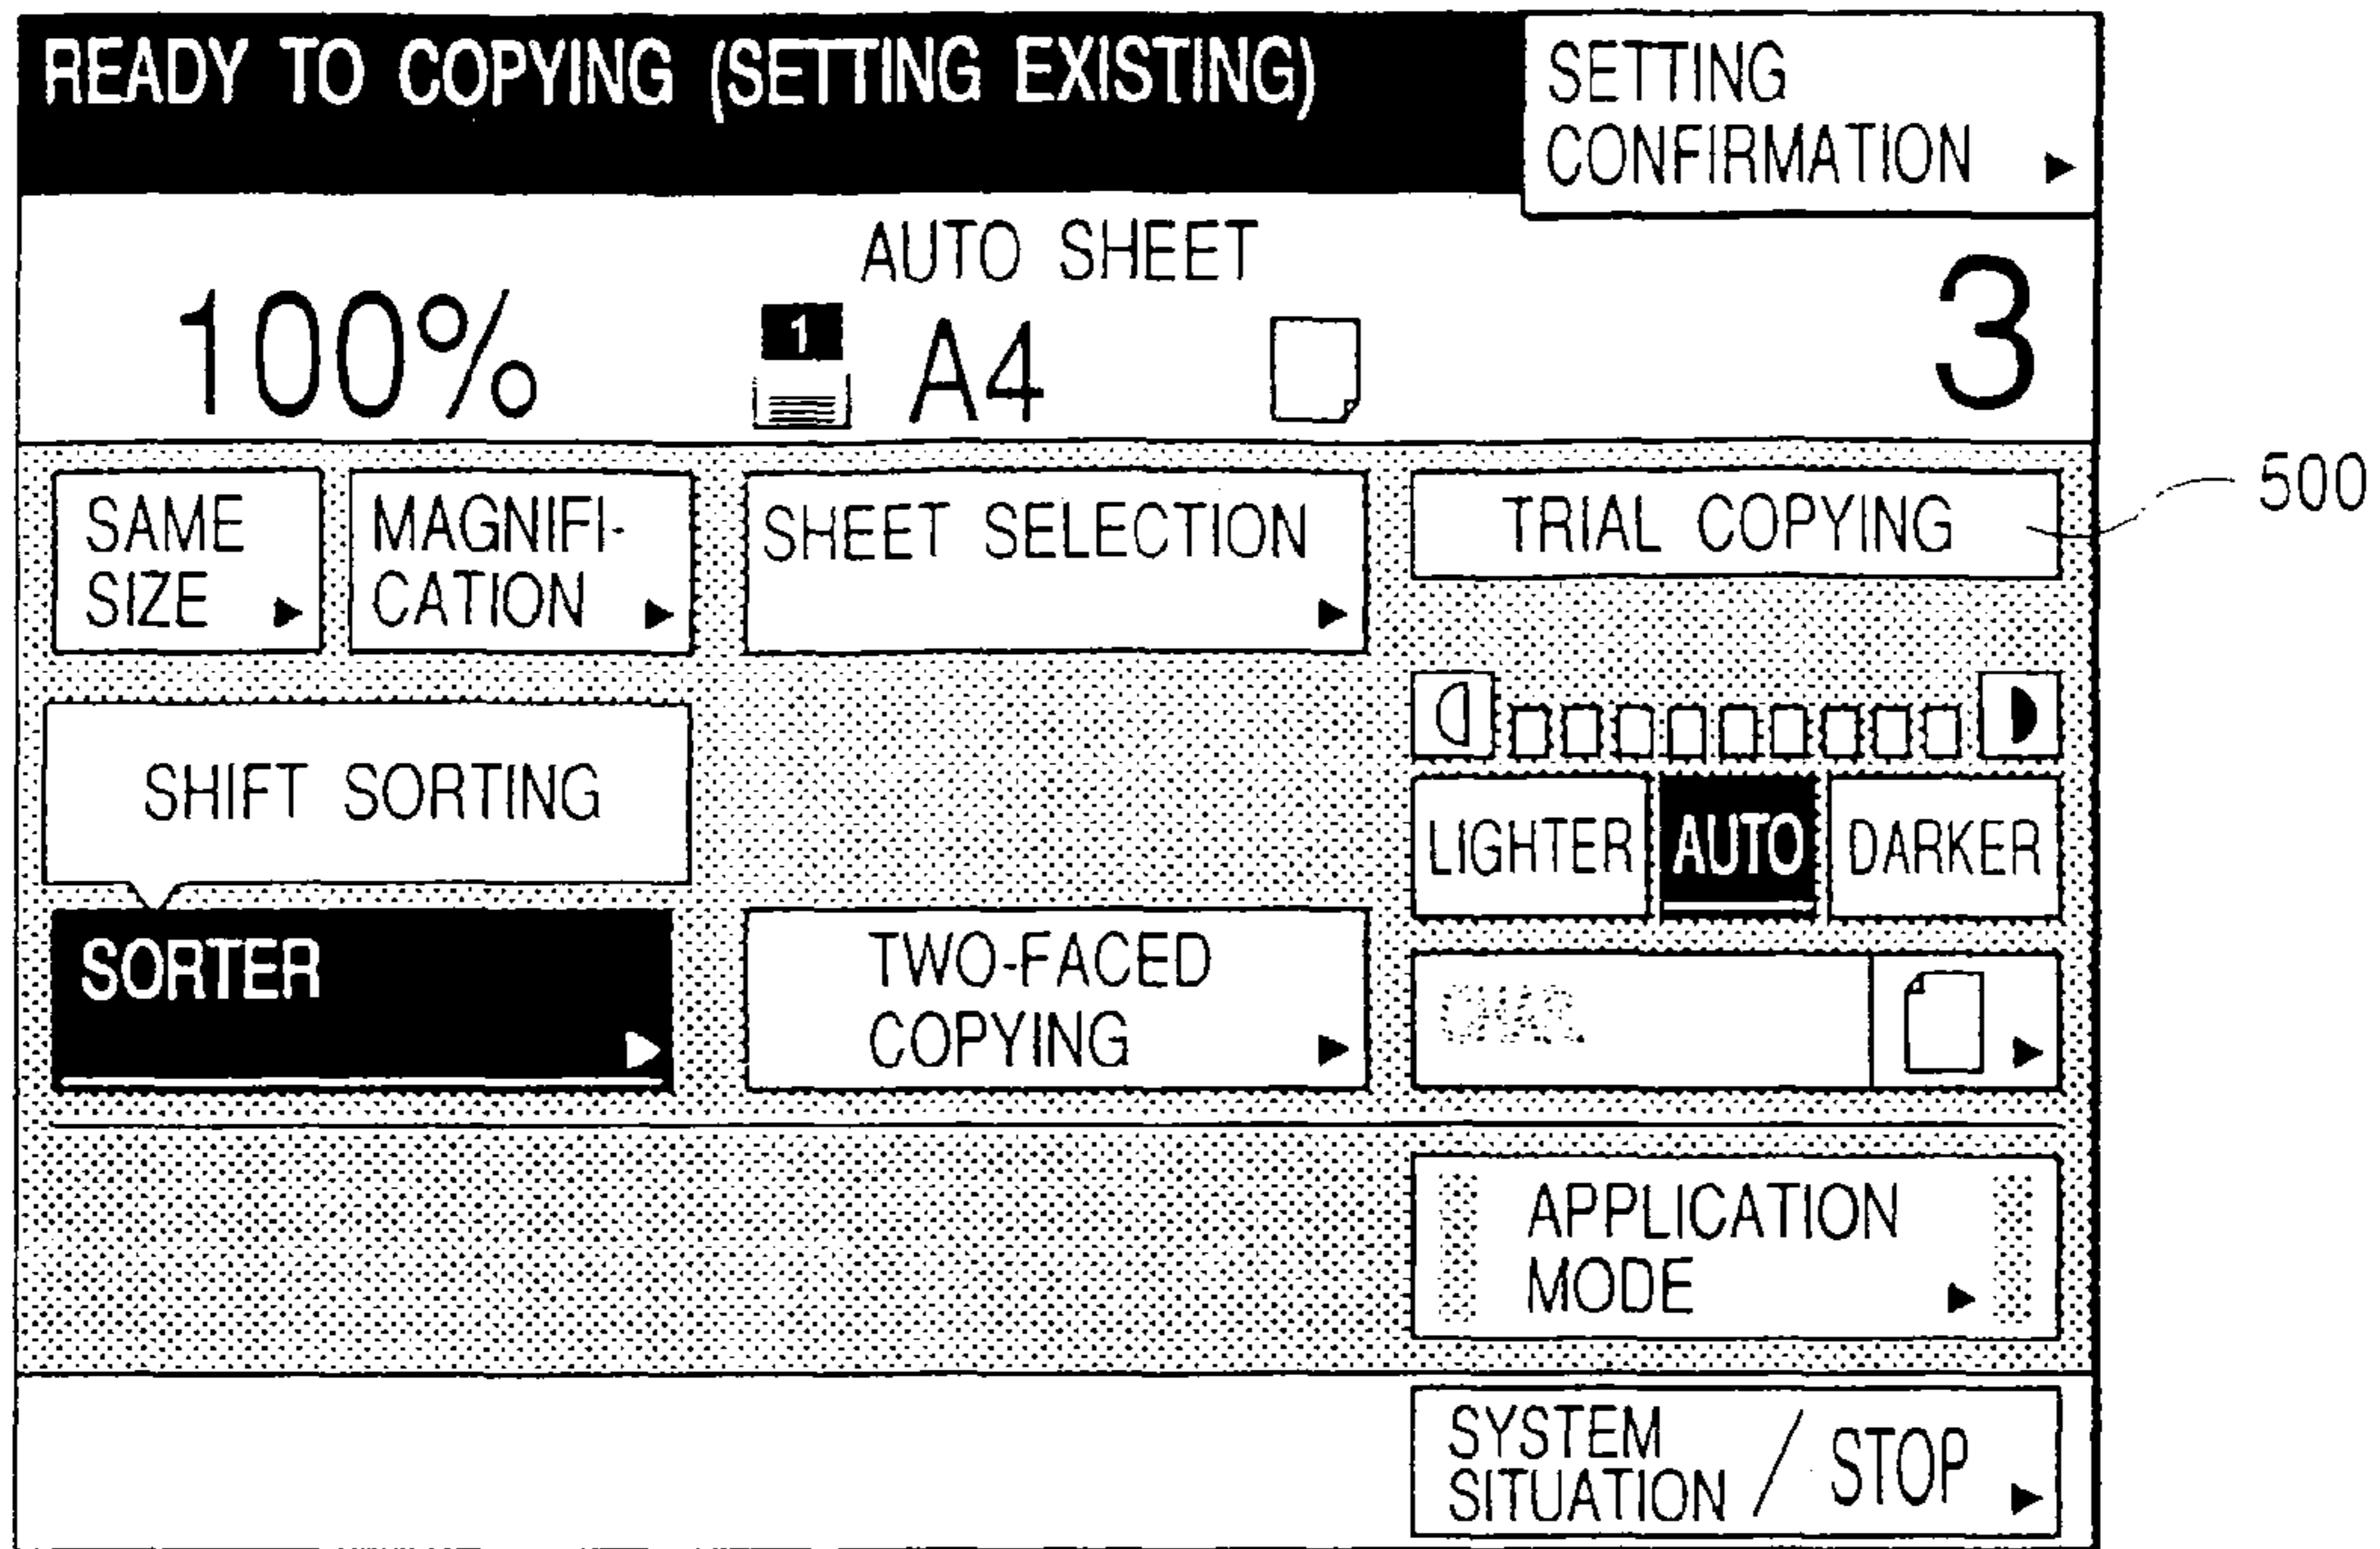 READY TO COPYING (SETTING EXISTING)
SETTING
CONFIRMATION
AUTO SHEET
100%
1
A4
3
SAME
SIZE
MAGNIFI-
CATION
SHEET SELECTION
TRIAL COPYING
500
SHIFT SORTING
LIGHTER
AUTO
DARKER
SORTER
TWO-FACED
COPYING
APPLICATION
MODE
SYSTEM
SITUATION / STOP